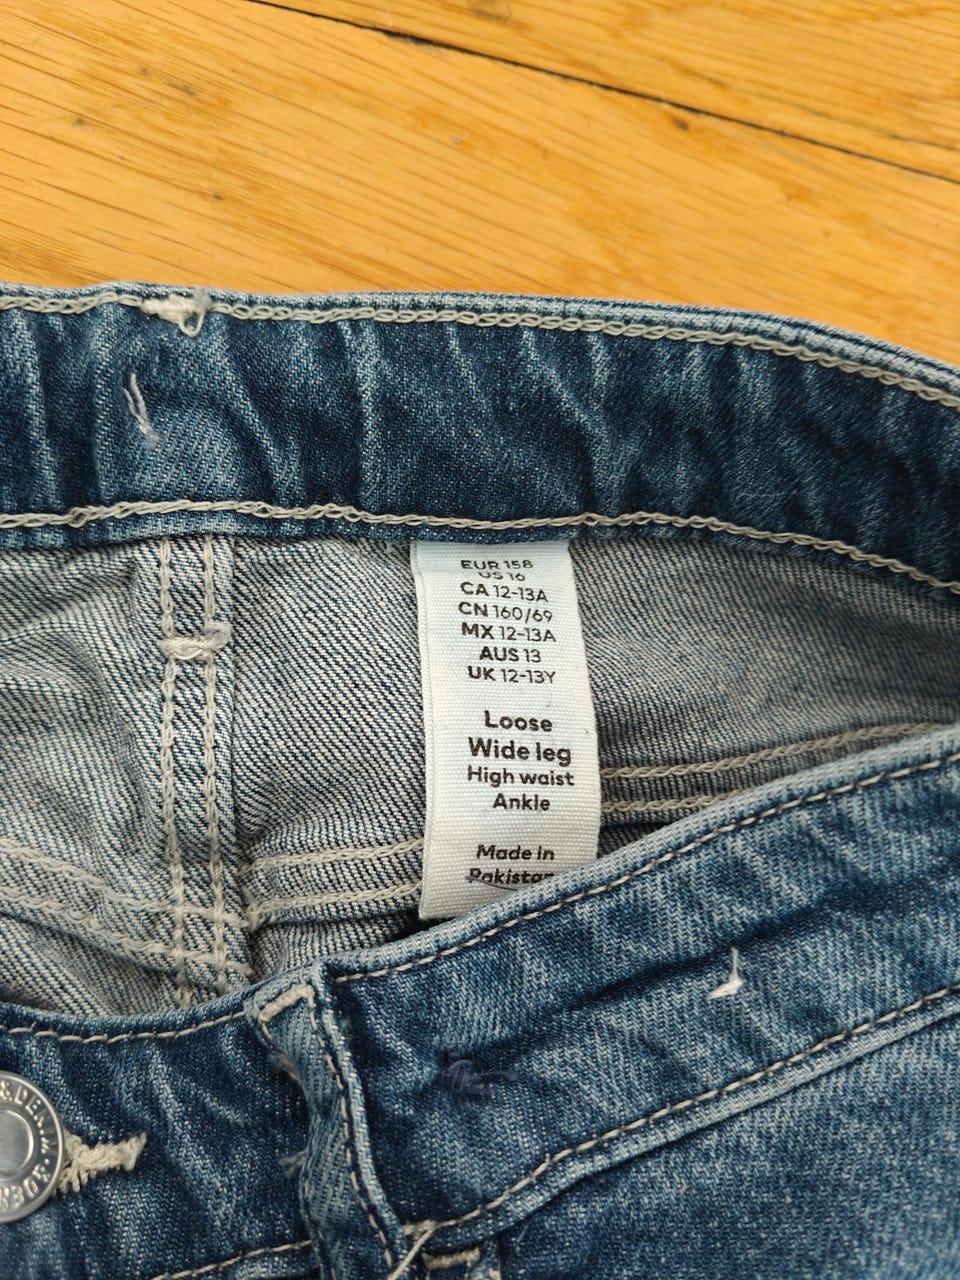 EUR 158
US 16
CA 12-13A
CN 160/69
MX 12-13A
AUS 13
UK 12-13Y
Loose
Wide leg
High waist
Ankle
Made in
Pakistan
&DENIM